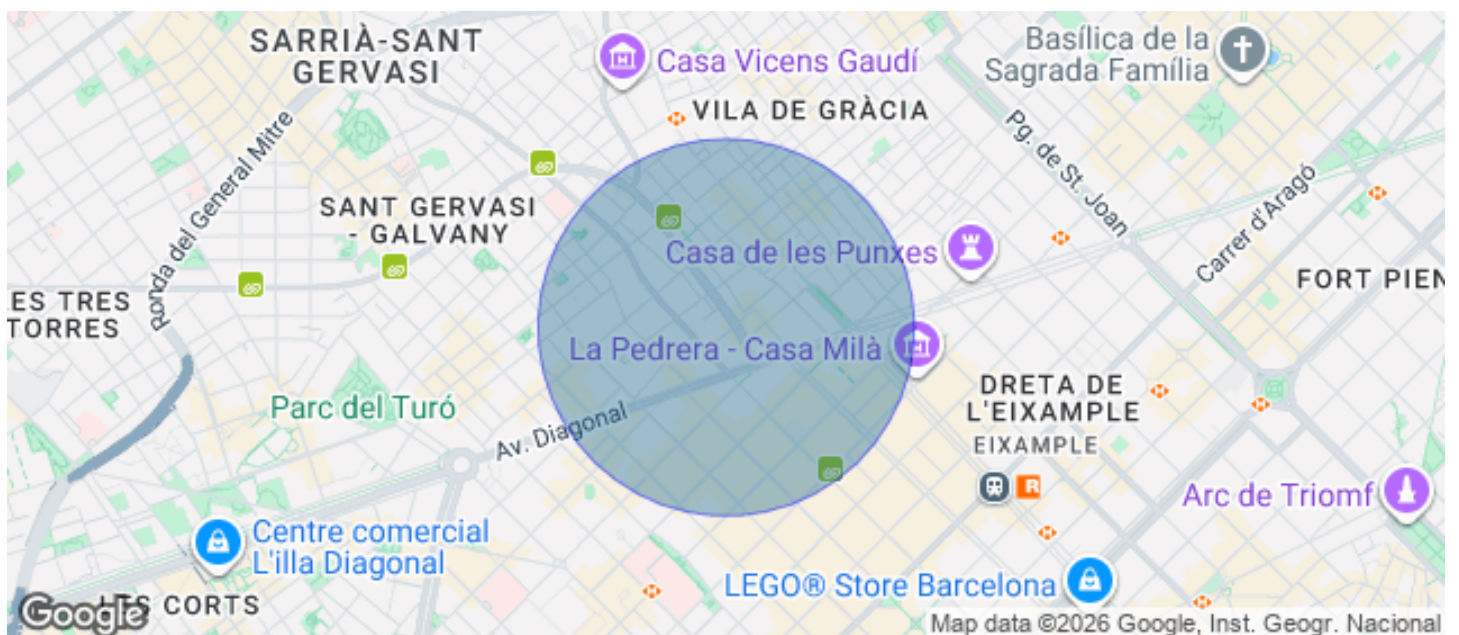 SARRIÀ-SANT
GERVASI
Casa Vicens Gaudí
Basílica de la
Sagrada Família
VILA DE GRÀCIA
Ronda del General Mitre
Pg. de St. Joan
Carrer d'Aragó
SANT GERVASI
- GALVANY
Casa de les Punxes
FORT PIEN
ES TRES
TORRES
La Pedrera - Casa Milà
DRETA DE
L'EIXAMPLE
EIXAMPLE
Parc del Turó
Av. Diagonal
R
Arc de Triomf
Centre comercial
L'illa Diagonal
LEGO® Store Barcelona
LES CORTS
Google
Map data ©2026 Google, Inst. Geogr. Nacional